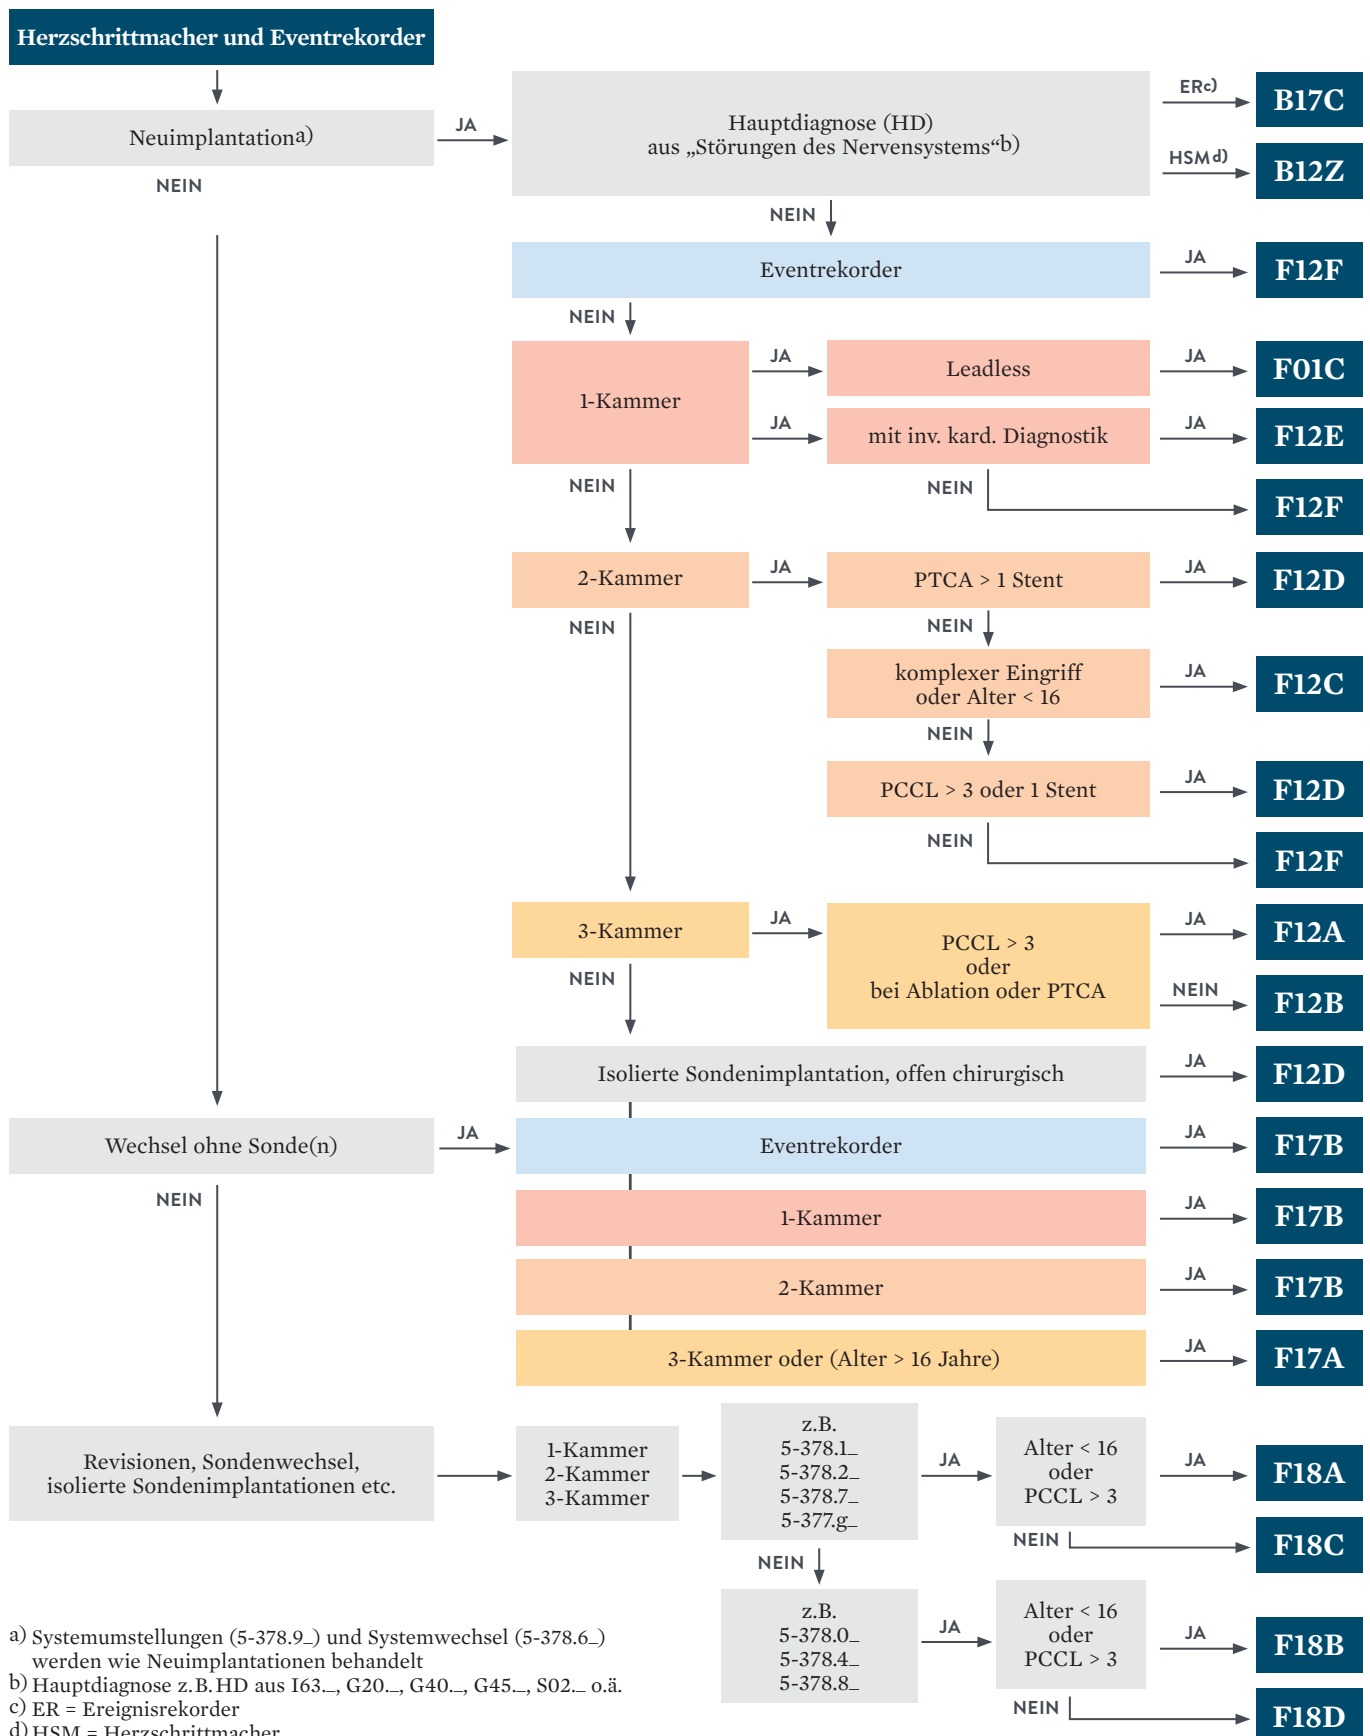 Herzschrittmacher und Eventrekorder
Neuimplantationa)
JA
NEIN
Hauptdiagnose (HD)
aus „Störungen des Nervensystems“b)
ERc)
B17C
HSMd)
B12Z
NEIN
Eventrekorder
JA
F12F
NEIN
1-Kammer
JA
Leadless
JA
F01C
JA
mit inv. kard. Diagnostik
JA
F12E
NEIN
NEIN
F12F
2-Kammer
JA
PTCA > 1 Stent
JA
F12D
NEIN
NEIN
komplexer Eingriff
oder Alter < 16
JA
F12C
NEIN
PCCL > 3 oder 1 Stent
JA
F12D
NEIN
F12F
3-Kammer
JA
PCCL > 3
oder
bei Ablation oder PTCA
JA
F12A
NEIN
F12B
NEIN
Isolierte Sondenimplantation, offen chirurgisch
JA
F12D
Wechsel ohne Sonde(n)
JA
Eventrekorder
JA
F17B
NEIN
1-Kammer
JA
F17B
2-Kammer
JA
F17B
3-Kammer oder (Alter > 16 Jahre)
JA
F17A
Revisionen, Sondenwechsel,
isolierte Sondenimplantationen etc.
1-Kammer
2-Kammer
3-Kammer
z.B.
5-378.1_
5-378.2_
5-378.7_
5-377.g_
JA
Alter < 16
oder
PCCL > 3
JA
F18A
NEIN
F18C
NEIN
z.B.
5-378.0_
5-378.4_
5-378.8_
JA
Alter < 16
oder
PCCL > 3
JA
F18B
NEIN
F18D
a) Systemumstellungen (5-378.9_) und Systemwechsel (5-378.6_)
werden wie Neuimplantationen behandelt
b) Hauptdiagnose z.B. HD aus I63._, G20._, G40._, G45._, S02._ o.ä.
c) ER = Ereignisrekorder
d) HSM = Herzschrittmacher